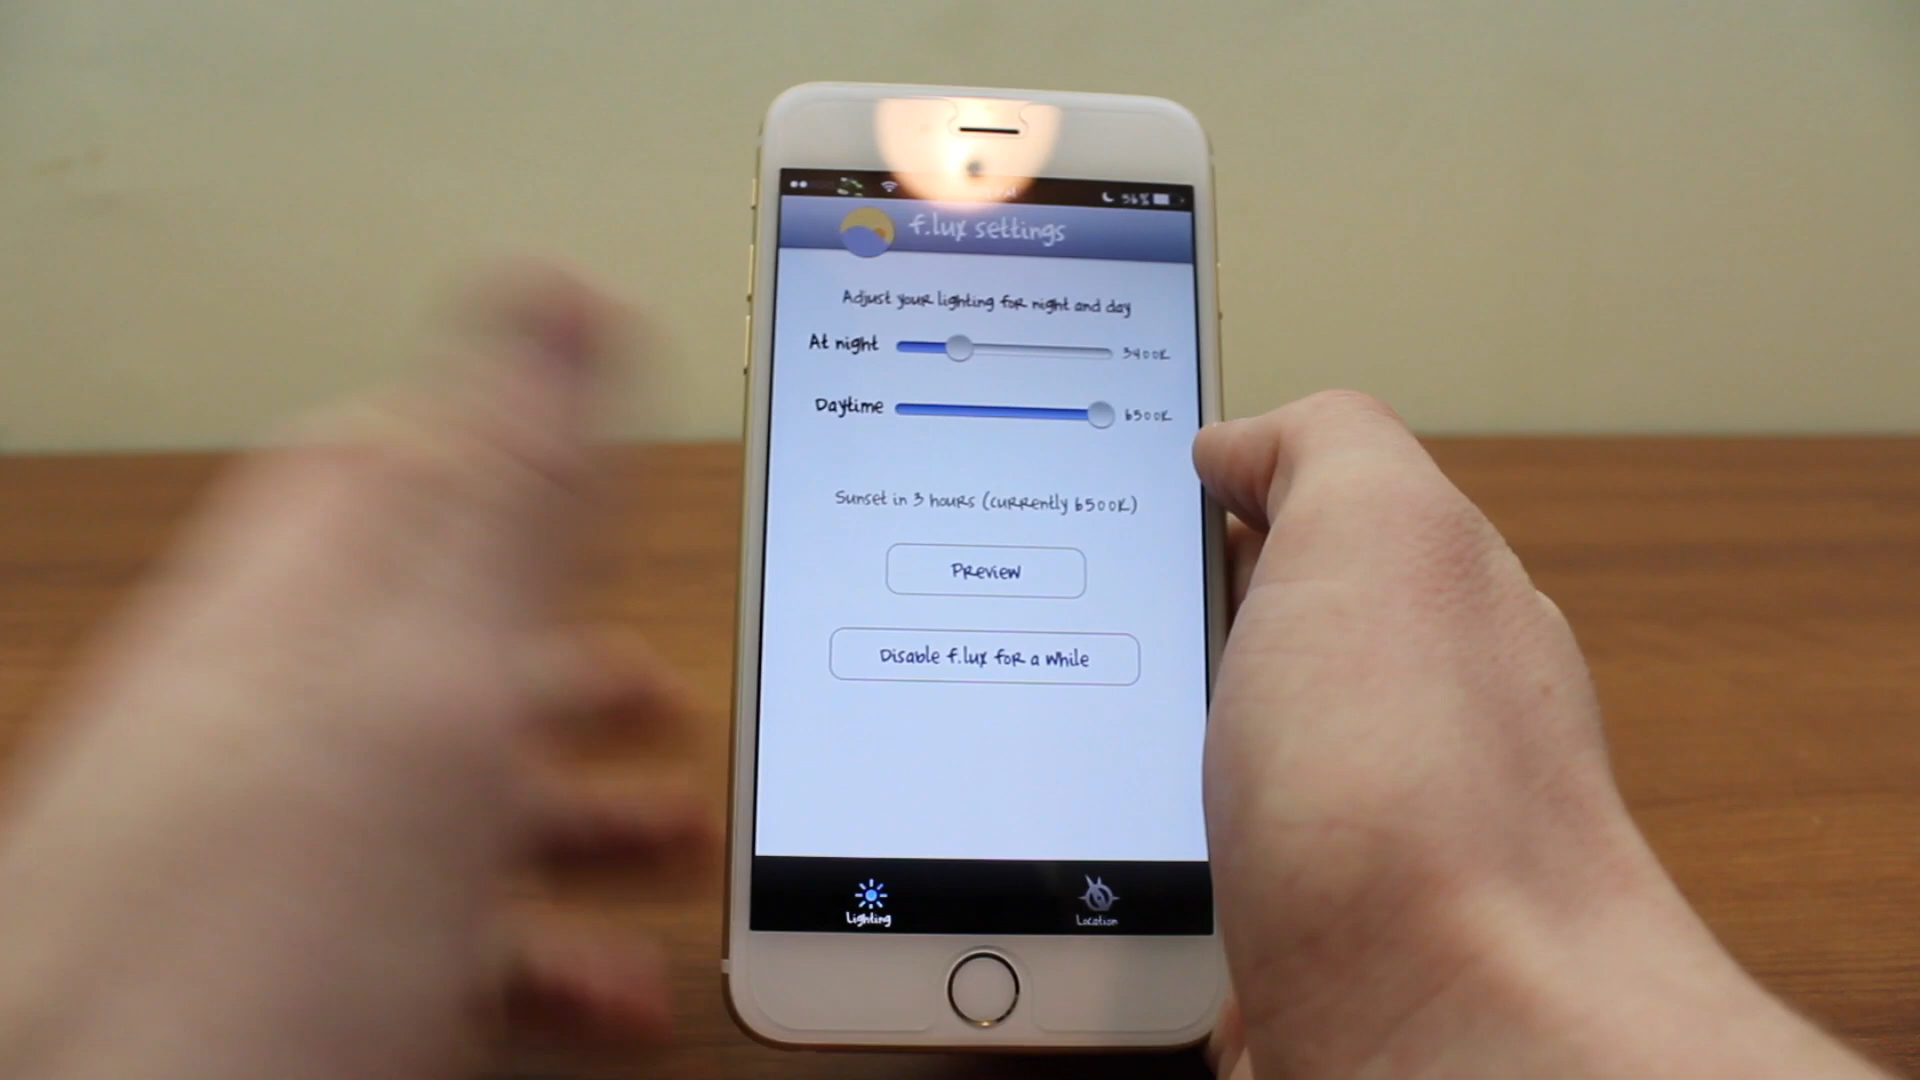 56%
f.lux settings
Adjust your lighting for night and day
At night 3400K
Daytime 6500K
Sunset in 3 hours (currently 6500K)
Preview
Disable f.lux for a while
Lighting Location